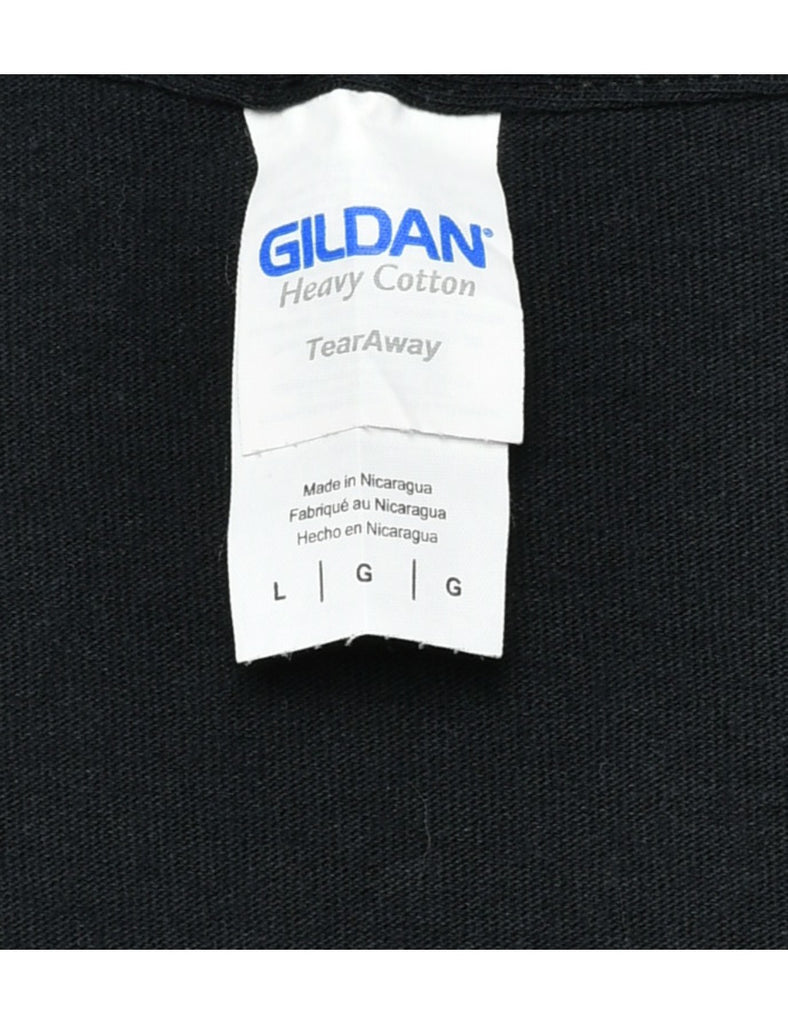 GILDAN®
Heavy Cotton
TearAway
Made in Nicaragua
Fabriqué au Nicaragua
Hecho en Nicaragua
L | G | G